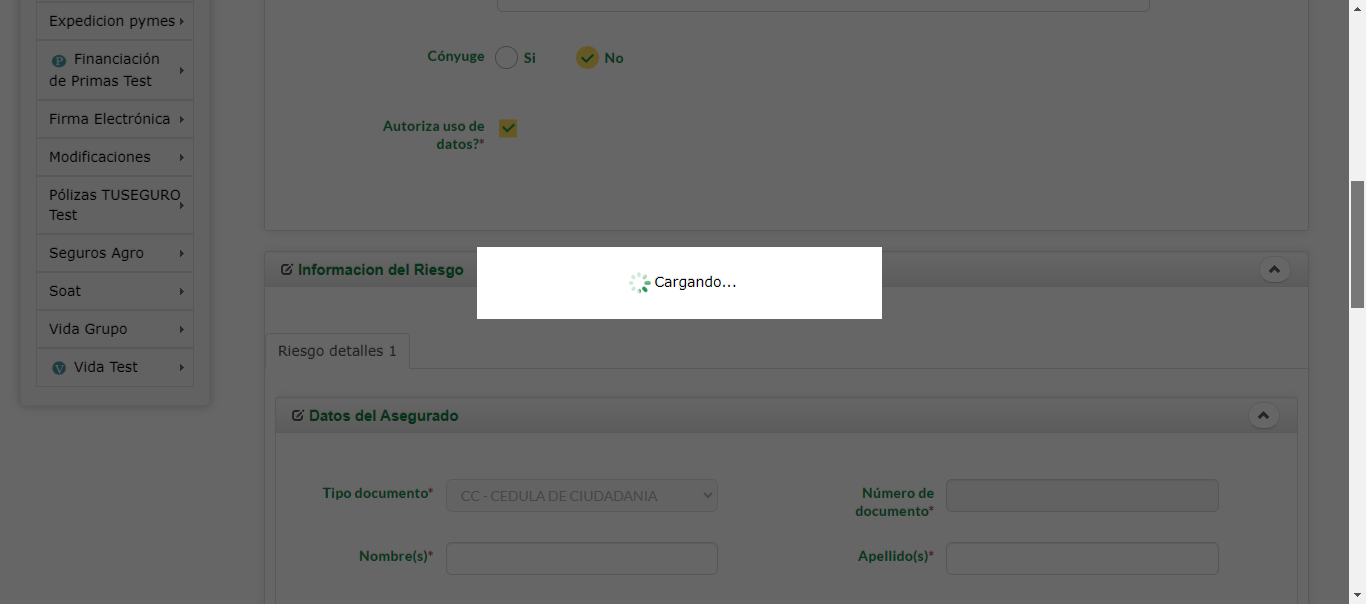 Expedicion pymes
Financiación
de Primas Test
Firma Electrónica
Modificaciones
Pólizas TUSEGURO
Test
Seguros Agro
Soat
Vida Grupo
Vida Test
Cónyuge Si No
Autoriza uso de
datos?*
Informacion del Riesgo
Cargando...
Riesgo detalles 1
Datos del Asegurado
Tipo documento* CC - CEDULA DE CIUDADANIA
Número de
documento*
Nombre(s)*
Apellido(s)*